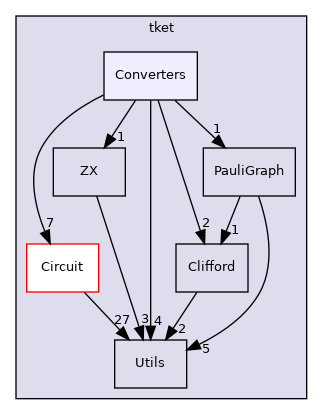 tket
Converters
1
1
ZX
PauliGraph
7
2
1
Circuit
Clifford
27
3
4
2
5
Utils